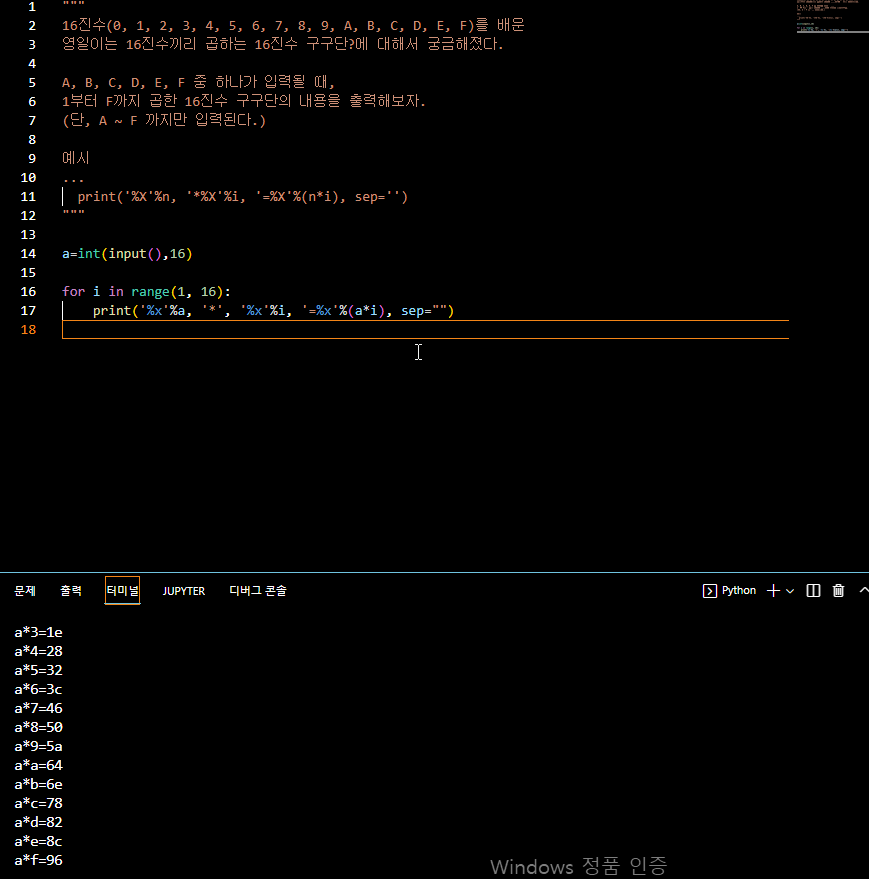 1 """
2 16진수(0, 1, 2, 3, 4, 5, 6, 7, 8, 9, A, B, C, D, E, F)를 배운
3 영일이는 16진수끼리 곱하는 16진수 구구단?에 대해서 궁금해졌다.
4
5 A, B, C, D, E, F 중 하나가 입력될 때,
6 1부터 F까지 곱한 16진수 구구단의 내용을 출력해보자.
7 (단, A ~ F 까지만 입력된다.)
8
9 예시
10 ...
11 print('%X'%n, '*%X'%i, '=%X'%(n*i), sep='')
12 """
13
14 a=int(input(),16)
15
16 for i in range(1, 16):
17 print('%x'%a, '*', '%x'%i, '=%x'%(a*i), sep="")
18
문제 출력 터미널 JUPYTER 디버그 콘솔 Python
a*3=1e
a*4=28
a*5=32
a*6=3c
a*7=46
a*8=50
a*9=5a
a*a=64
a*b=6e
a*c=78
a*d=82
a*e=8c
a*f=96
Windows 정품 인증